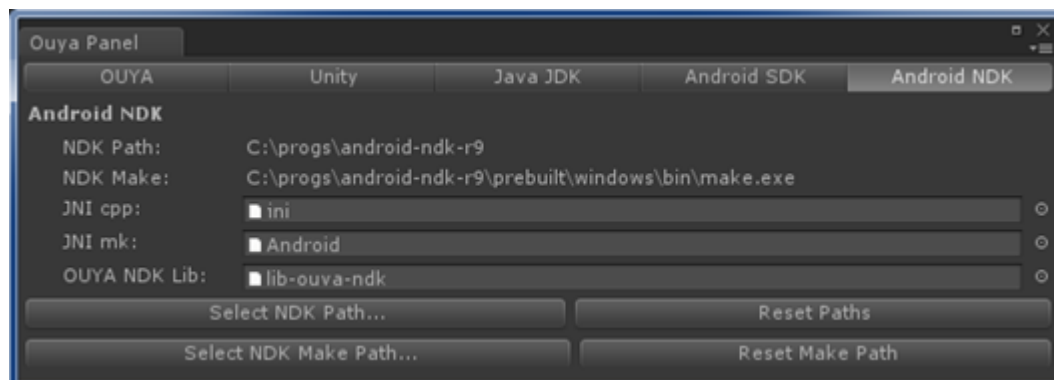 Ouya Panel
OUYA Unity Java JDK Android SDK Android NDK
Android NDK
NDK Path: C:\progs\android-ndk-r9
NDK Make: C:\progs\android-ndk-r9\prebuilt\windows\bin\make.exe
JNI cpp: ini
JNI mk: Android
OUYA NDK Lib: lib-ouva-ndk
Select NDK Path... Reset Paths
Select NDK Make Path... Reset Make Path